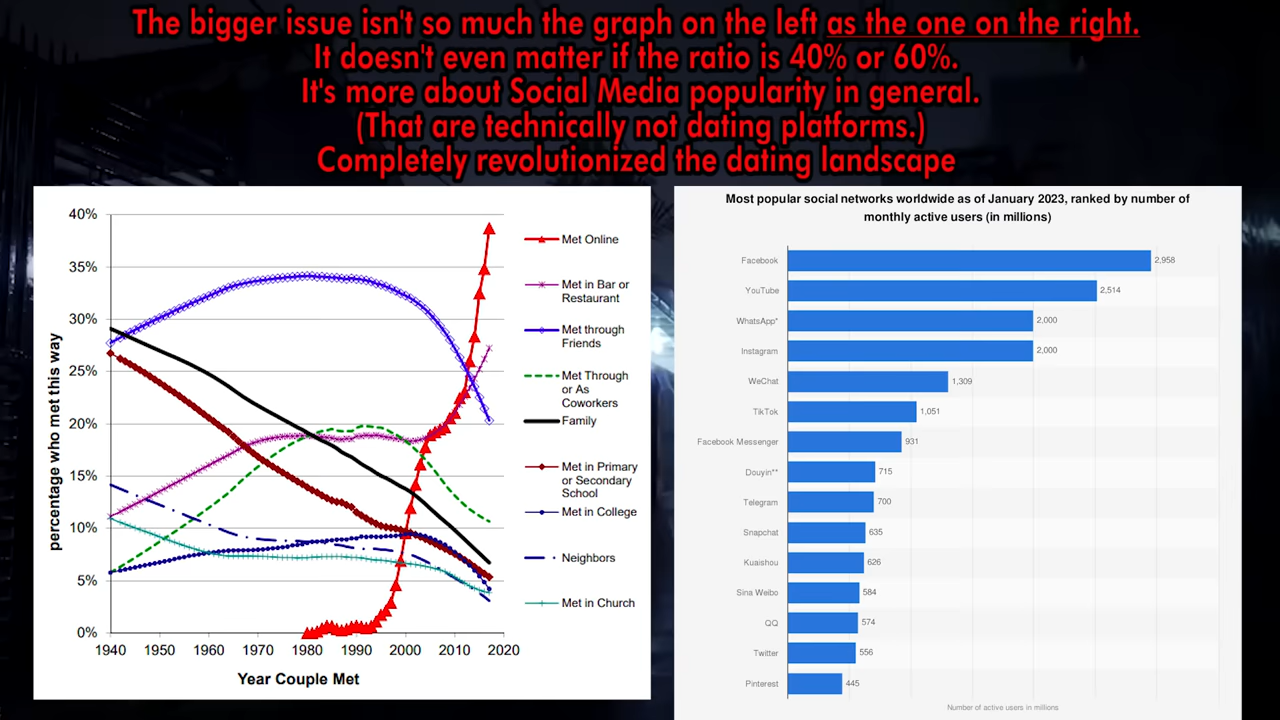 The bigger issue isn't so much the graph on the left as the one on the right.
It doesn't even matter if the ratio is 40% or 60%.
It's more about Social Media popularity in general.
(That are technically not dating platforms.)
Completely revolutionized the dating landscape
40%
35%
30%
25%
20%
15%
10%
5%
0%
percentage who met this way
1940 1950 1960 1970 1980 1990 2000 2010 2020
Year Couple Met
Met Online
Met in Bar or
Restaurant
Met through
Friends
Met Through
or As
Coworkers
Family
Met in Primary
or Secondary
School
Met in College
Neighbors
Met in Church
Most popular social networks worldwide as of January 2023, ranked by number of
monthly active users (in millions)
Facebook 2,958
YouTube 2,514
WhatsApp* 2,000
Instagram 2,000
WeChat 1,309
TikTok 1,051
Facebook Messenger 931
Douyin** 715
Telegram 700
Snapchat 635
Kuaishou 626
Sina Weibo 584
QQ 574
Twitter 556
Pinterest 445
Number of active users in millions